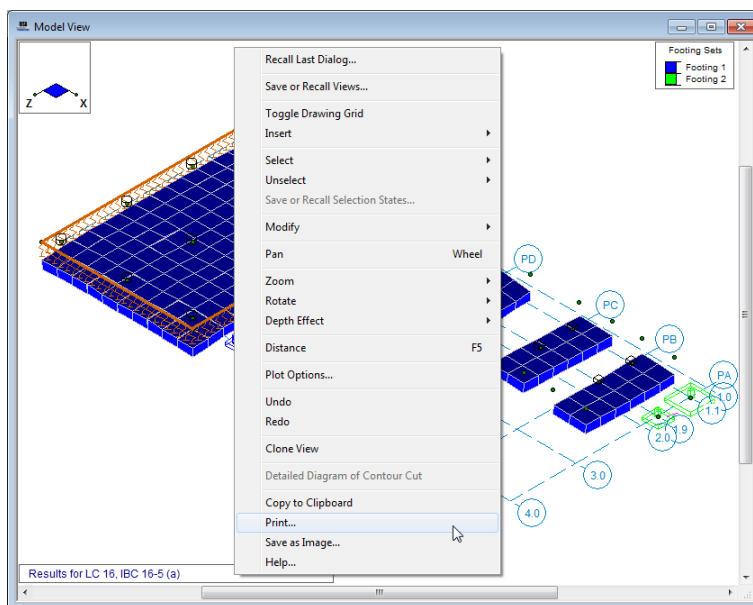 Model View
Z X
Footing Sets
Footing 1
Footing 2
Recall Last Dialog...
Save or Recall Views...
Toggle Drawing Grid
Insert
Select
Unselect
Save or Recall Selection States...
Modify
Pan Wheel
Zoom
Rotate
Depth Effect
Distance F5
Plot Options...
Undo
Redo
Clone View
Detailed Diagram of Contour Cut
Copy to Clipboard
Print...
Save as Image...
Help...
PD
PC
PB
PA
1.0
1.1
1.9
2.0
3.0
4.0
Results for LC 16, IBC 16-5 (a)